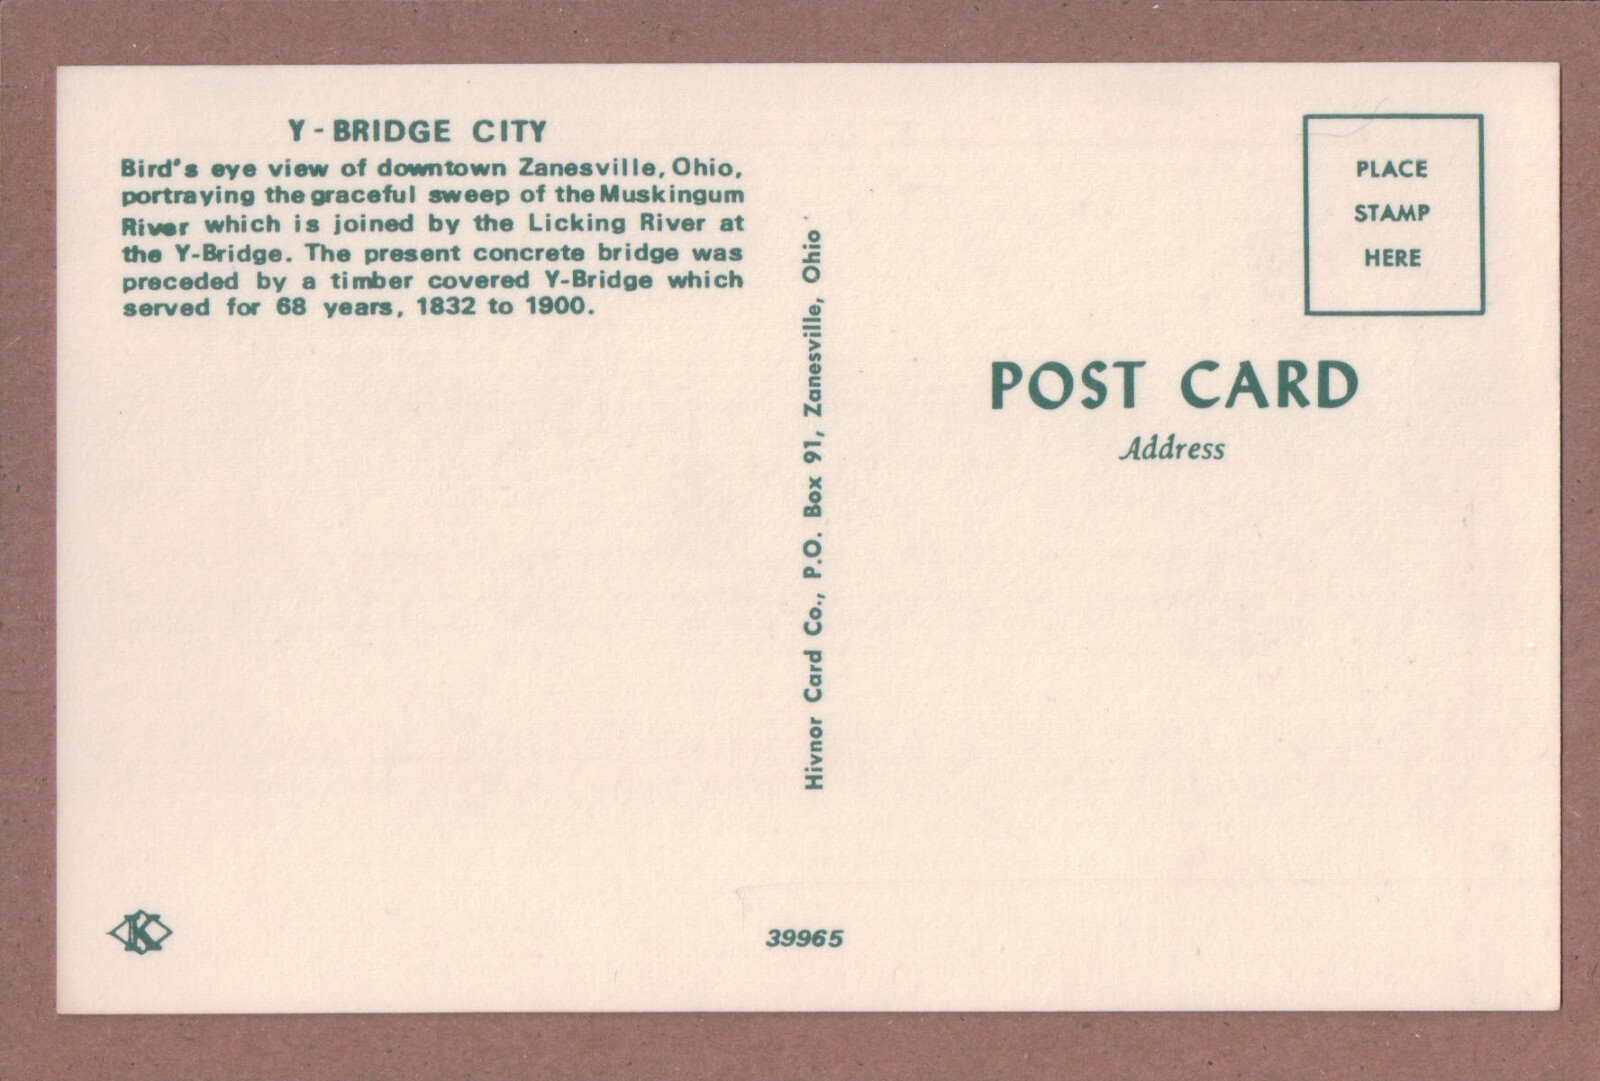 Y-BRIDGE CITY
Bird's eye view of downtown Zanesville, Ohio,
portraying the graceful sweep of the Muskingum
River which is joined by the Licking River at
the Y-Bridge. The present concrete bridge was
preceded by a timber covered Y-Bridge which
served for 68 years, 1832 to 1900.
Hivnor Card Co., P.O. Box 91, Zanesville, Ohio
PLACE
STAMP
HERE
POST CARD
Address
K
39965